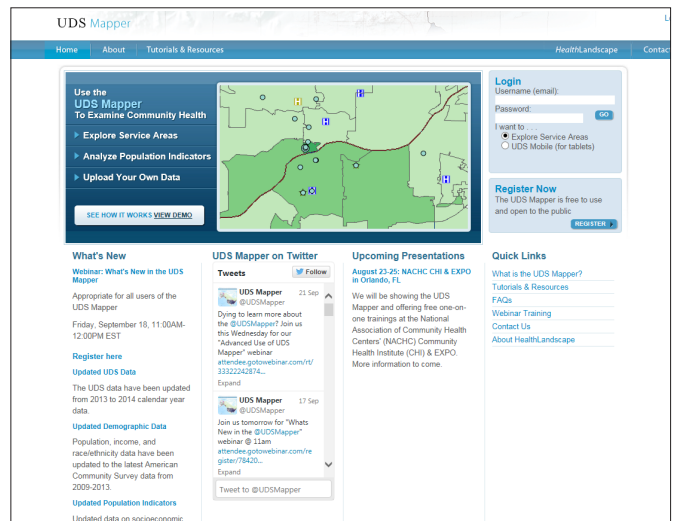 UDS Mapper
Home About Tutorials & Resources HealthLandscape
Use the
UDS Mapper
To Examine Community Health
Explore Service Areas
Analyze Population Indicators
Upload Your Own Data
SEE HOW IT WORKS VIEW DEMO
H
H
H
H
Login
Username (email):
Password:
GO
I want to . . .
Explore Service Areas
UDS Mobile (for tablets)
Register Now
The UDS Mapper is free to use
and open to the public
REGISTER
What's New
Webinar: What's New in the UDS
Mapper
Appropriate for all users of the
UDS Mapper
Friday, September 18, 11:00AM-
12:00PM EST
Register here
Updated UDS Data
The UDS data have been updated
from 2013 to 2014 calendar year
data.
Updated Demographic Data
Population, income, and
race/ethnicity data have been
updated to the latest American
Community Survey data from
2009-2013.
Updated Population Indicators
Updated data on socioeconomic
UDS Mapper on Twitter
Tweets Follow
UDS Mapper 21 Sep
@UDSMapper
Dying to learn more about
the @UDSMapper? Join us
this Wednesday for our
"Advanced Use of UDS
Mapper" webinar
attendee.gotowebinar.com/rt/
33322242874...
Expand
UDS Mapper 17 Sep
@UDSMapper
Join us tomorrow for "Whats
New in the @UDSMapper"
webinar @ 11am
attendee.gotowebinar.com/re
gister/78420...
Expand
Tweet to @UDSMapper
Upcoming Presentations
August 23-25; NACHC CHI & EXPO
in Orlando, FL
We will be showing the UDS
Mapper and offering free one-on-
one trainings at the National
Association of Community Health
Centers' (NACHC) Community
Health Institute (CHI) & EXPO.
More information to come.
Quick Links
What is the UDS Mapper?
Tutorials & Resources
FAQs
Webinar Training
Contact Us
About HealthLandscape